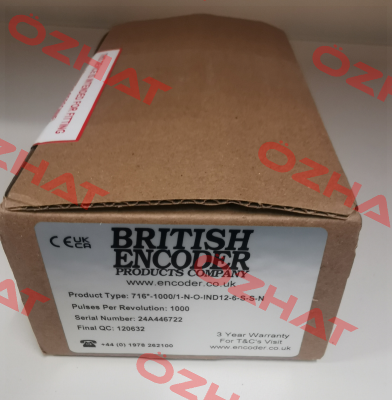 OZHAT
OZHAT
OZHAT
OZHAT
OZHAT
FOR FITTING
CE UK CA
BRITISH
ENCODER
PRODUCTS COMPANY
www.encoder.co.uk
Product Type: 716*-1000/1-N-O-IND12-6-S-S-N
Pulses Per Revolution: 1000
Serial Number: 24A446722
Final QC: 120632
+44 (0) 1978 262100
3 Year Warranty
For T&C's Visit
www.encoder.co.uk